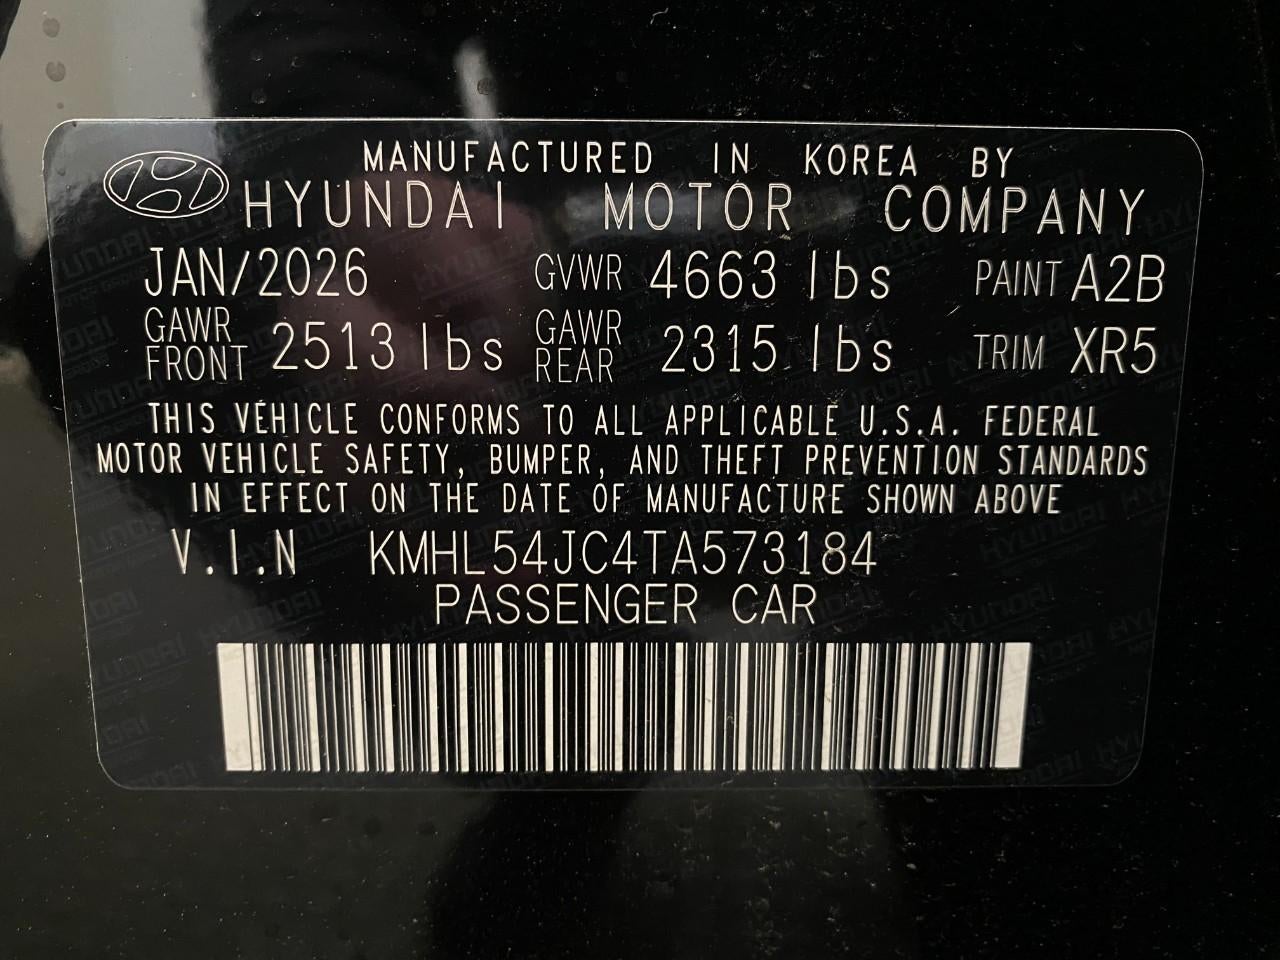 MANUFACTURED IN KOREA BY
HYUNDAI MOTOR COMPANY
JAN/2026 GVWR 4663 lbs PAINT A2B
GAWR FRONT 2513 lbs GAWR REAR 2315 lbs TRIM XR5
THIS VEHICLE CONFORMS TO ALL APPLICABLE U.S.A. FEDERAL
MOTOR VEHICLE SAFETY, BUMPER, AND THEFT PREVENTION STANDARDS
IN EFFECT ON THE DATE OF MANUFACTURE SHOWN ABOVE
V.I.N KMHL54JC4TA573184
PASSENGER CAR